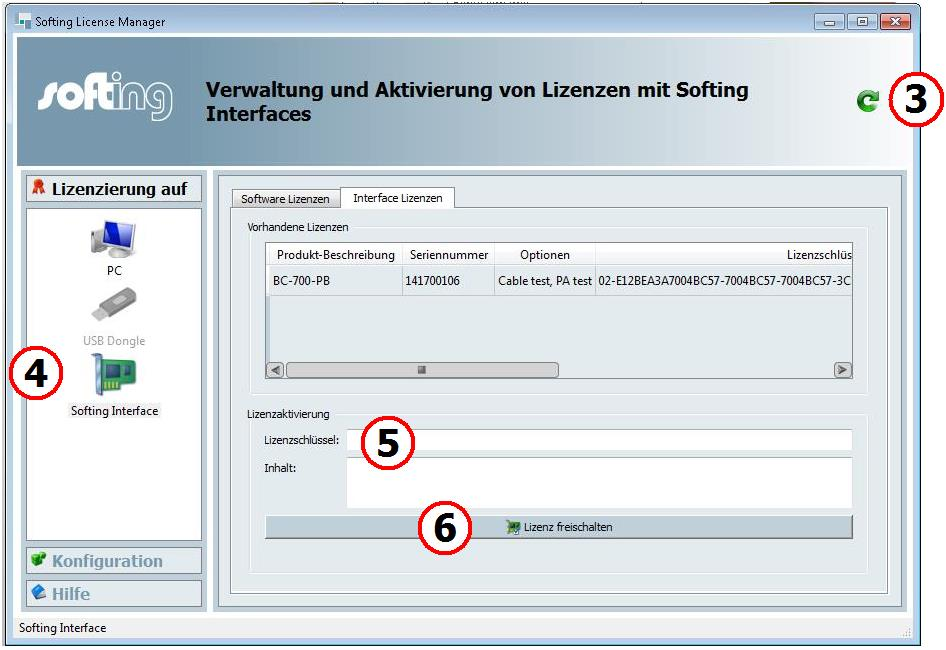 Softing License Manager
softing
Verwaltung und Aktivierung von Lizenzen mit Softing
Interfaces
3
Lizenzierung auf
PC
USB Dongle
4
Softing Interface
Konfiguration
Hilfe
Software Lizenzen
Interface Lizenzen
Vorhandene Lizenzen
Produkt-Beschreibung Seriennummer Optionen Lizenzschlüs
BC-700-PB 141700106 Cable test, PA test 02-E12BEA3A7004BC57-7004BC57-7004BC57-3C
Lizenzaktivierung
Lizenzschlüssel:
5
Inhalt:
6
Lizenz freischalten
Softing Interface